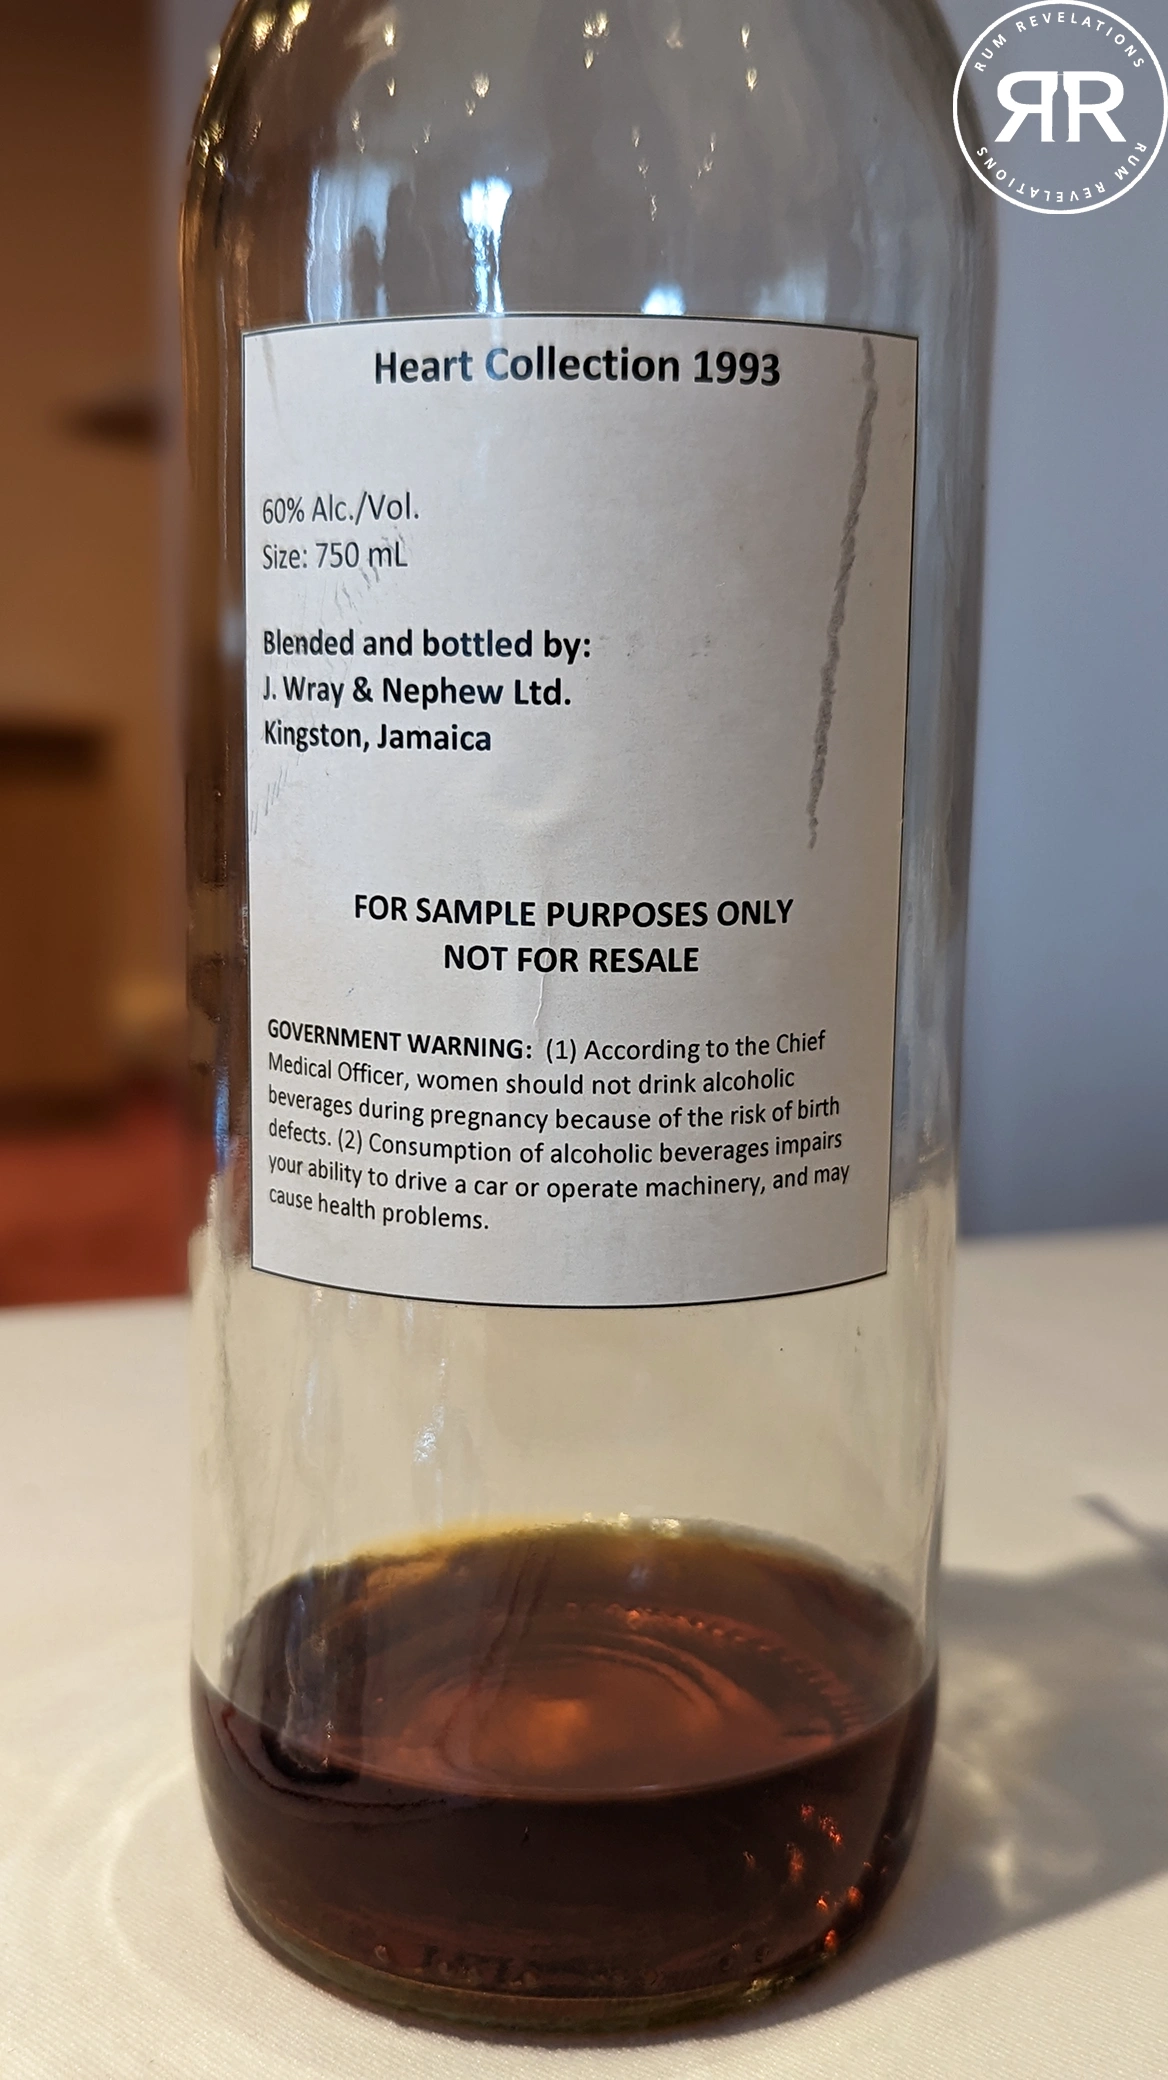 RUM REVELATIONS
RR
RUM REVELATIONS
Heart Collection 1993
60% Alc./Vol.
Size: 750 mL
Blended and bottled by:
J. Wray & Nephew Ltd.
Kingston, Jamaica
FOR SAMPLE PURPOSES ONLY
NOT FOR RESALE
GOVERNMENT WARNING: (1) According to the Chief
Medical Officer, women should not drink alcoholic
beverages during pregnancy because of the risk of birth
defects. (2) Consumption of alcoholic beverages impairs
your ability to drive a car or operate machinery, and may
cause health problems.